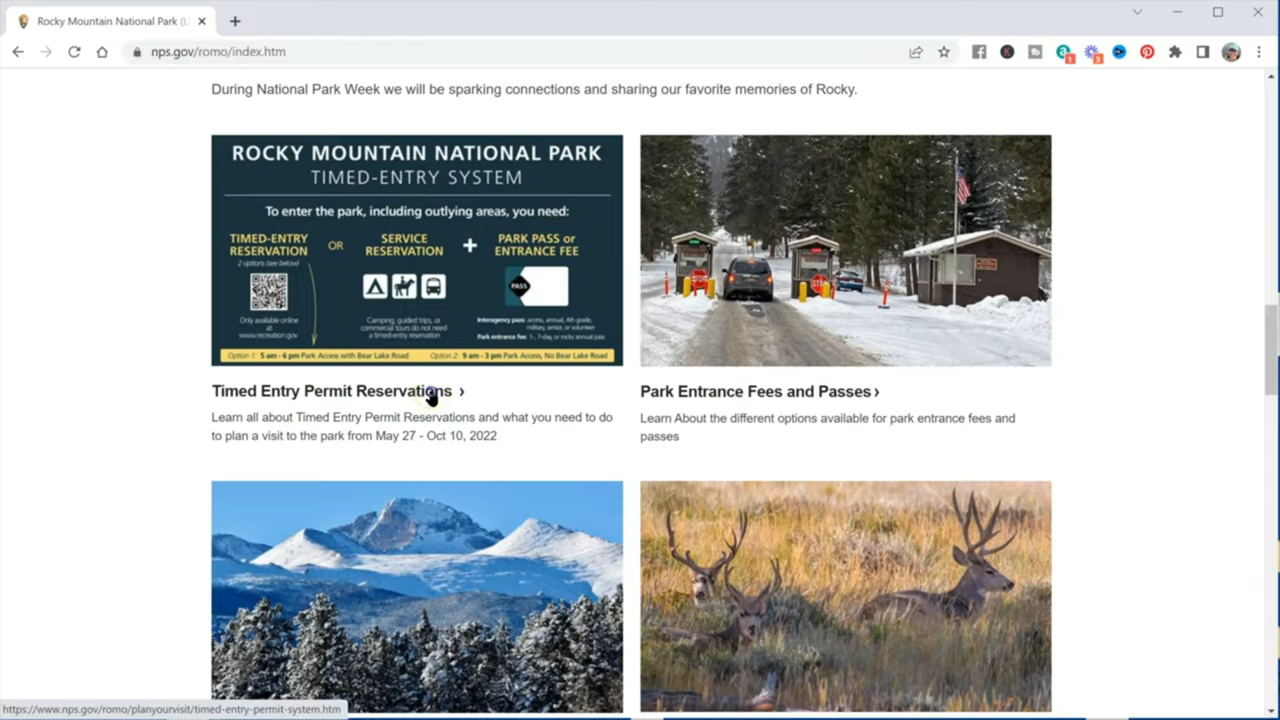 Rocky Mountain National Park (U
nps.gov/romo/index.htm
1
3
During National Park Week we will be sparking connections and sharing our favorite memories of Rocky.
ROCKY MOUNTAIN NATIONAL PARK
TIMED-ENTRY SYSTEM
To enter the park, including outlying areas, you need:
TIMED-ENTRY
RESERVATION
2 options (see below)
Only available online
at
www.recreation.gov
OR
SERVICE
RESERVATION
Camping, guided trips, or
commercial tours do not need
a timed-entry reservation
+
PARK PASS or
ENTRANCE FEE
PASS
Interagency pass: access, annual, 4th grade,
military, senior, or volunteer
Park entrance fee: 1-, 7-day, or rocky annual pass
Option 1: 5 am - 6 pm Park Access with Bear Lake Road Option 2: 9 am - 3 pm Park Access, No Bear Lake Road
STOP
STOP
Timed Entry Permit Reservations ›
Learn all about Timed Entry Permit Reservations and what you need to do
to plan a visit to the park from May 27 - Oct 10, 2022
Park Entrance Fees and Passes ›
Learn About the different options available for park entrance fees and
passes
https://www.nps.gov/romo/planyourvisit/timed-entry-permit-system.htm